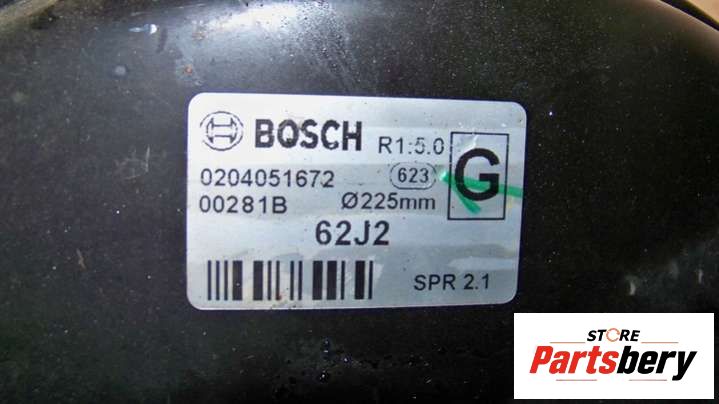 BOSCH R1:5.0
G
0204051672 623
00281B Ø225mm
62J2
SPR 2.1
STORE
Partsbery